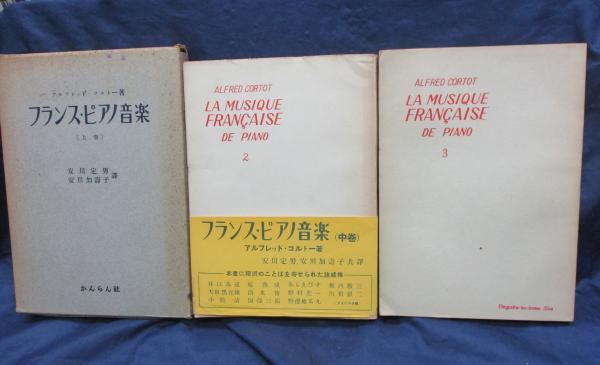 アルフレッド・コルトー著
フランス・ピアノ音楽
(上巻)
安川定男
安川加壽子 譯
かんらん社
ALFRED CORTOT
LA MUSIQUE
FRANÇAISE
DE PIANO
2
フランス・ピアノ音楽(中巻)
アルフレッド・コルトー著
安川定男,安川加壽子共譯
ALFRED CORTOT
LA MUSIQUE
FRANÇAISE
DE PIANO
3